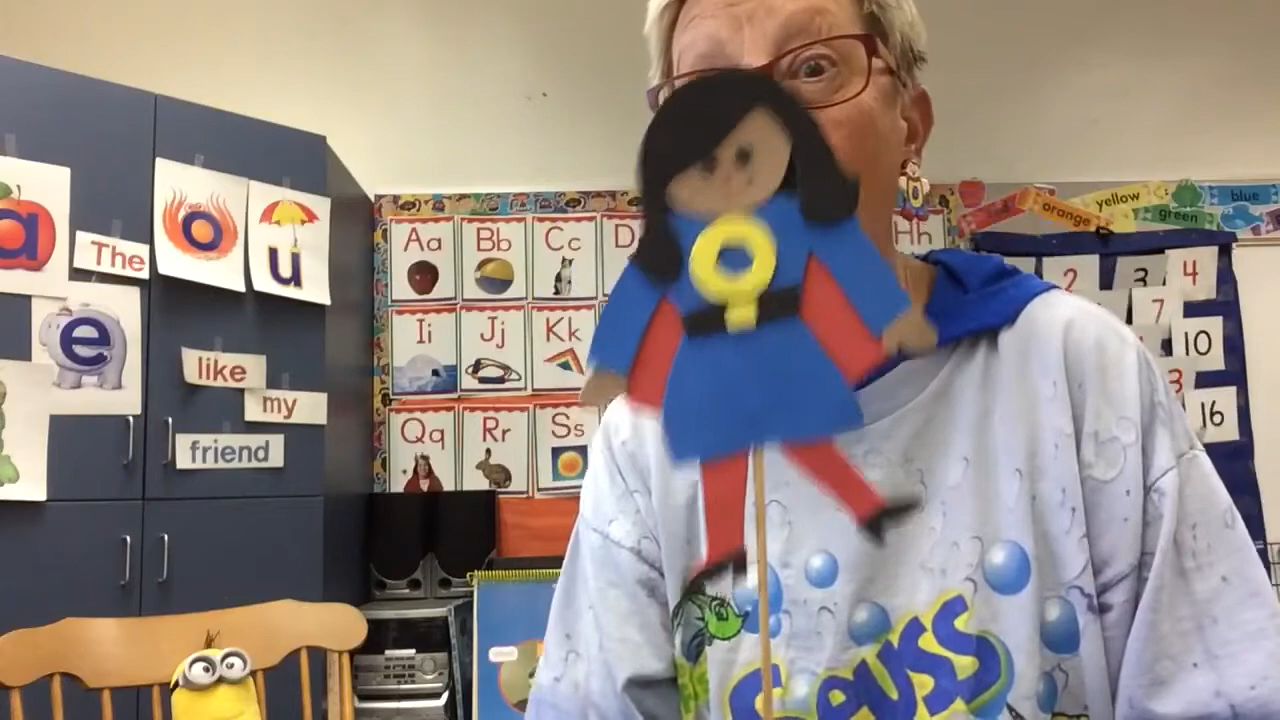 a
The
o
u
e
like
my
friend
Aa
Bb
Cc
D
Hh
Ii
Jj
Kk
Qq
Rr
Ss
orange
yellow
green
blue
2
3
4
7
10
3
16
Seuss